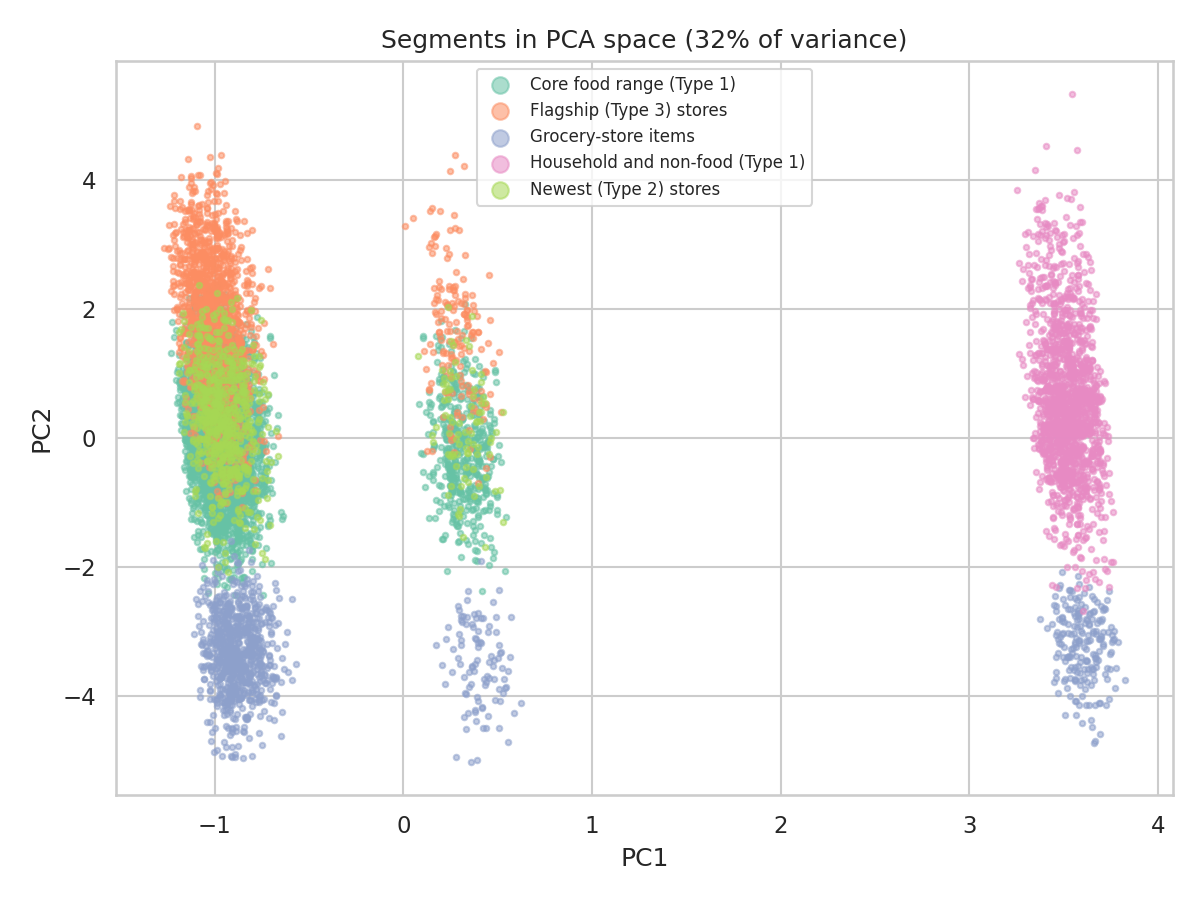 Segments in PCA space (32% of variance)
Core food range (Type 1)
Flagship (Type 3) stores
Grocery-store items
Household and non-food (Type 1)
Newest (Type 2) stores
PC2
4
2
0
−2
−4
−1
0
1
2
3
4
PC1